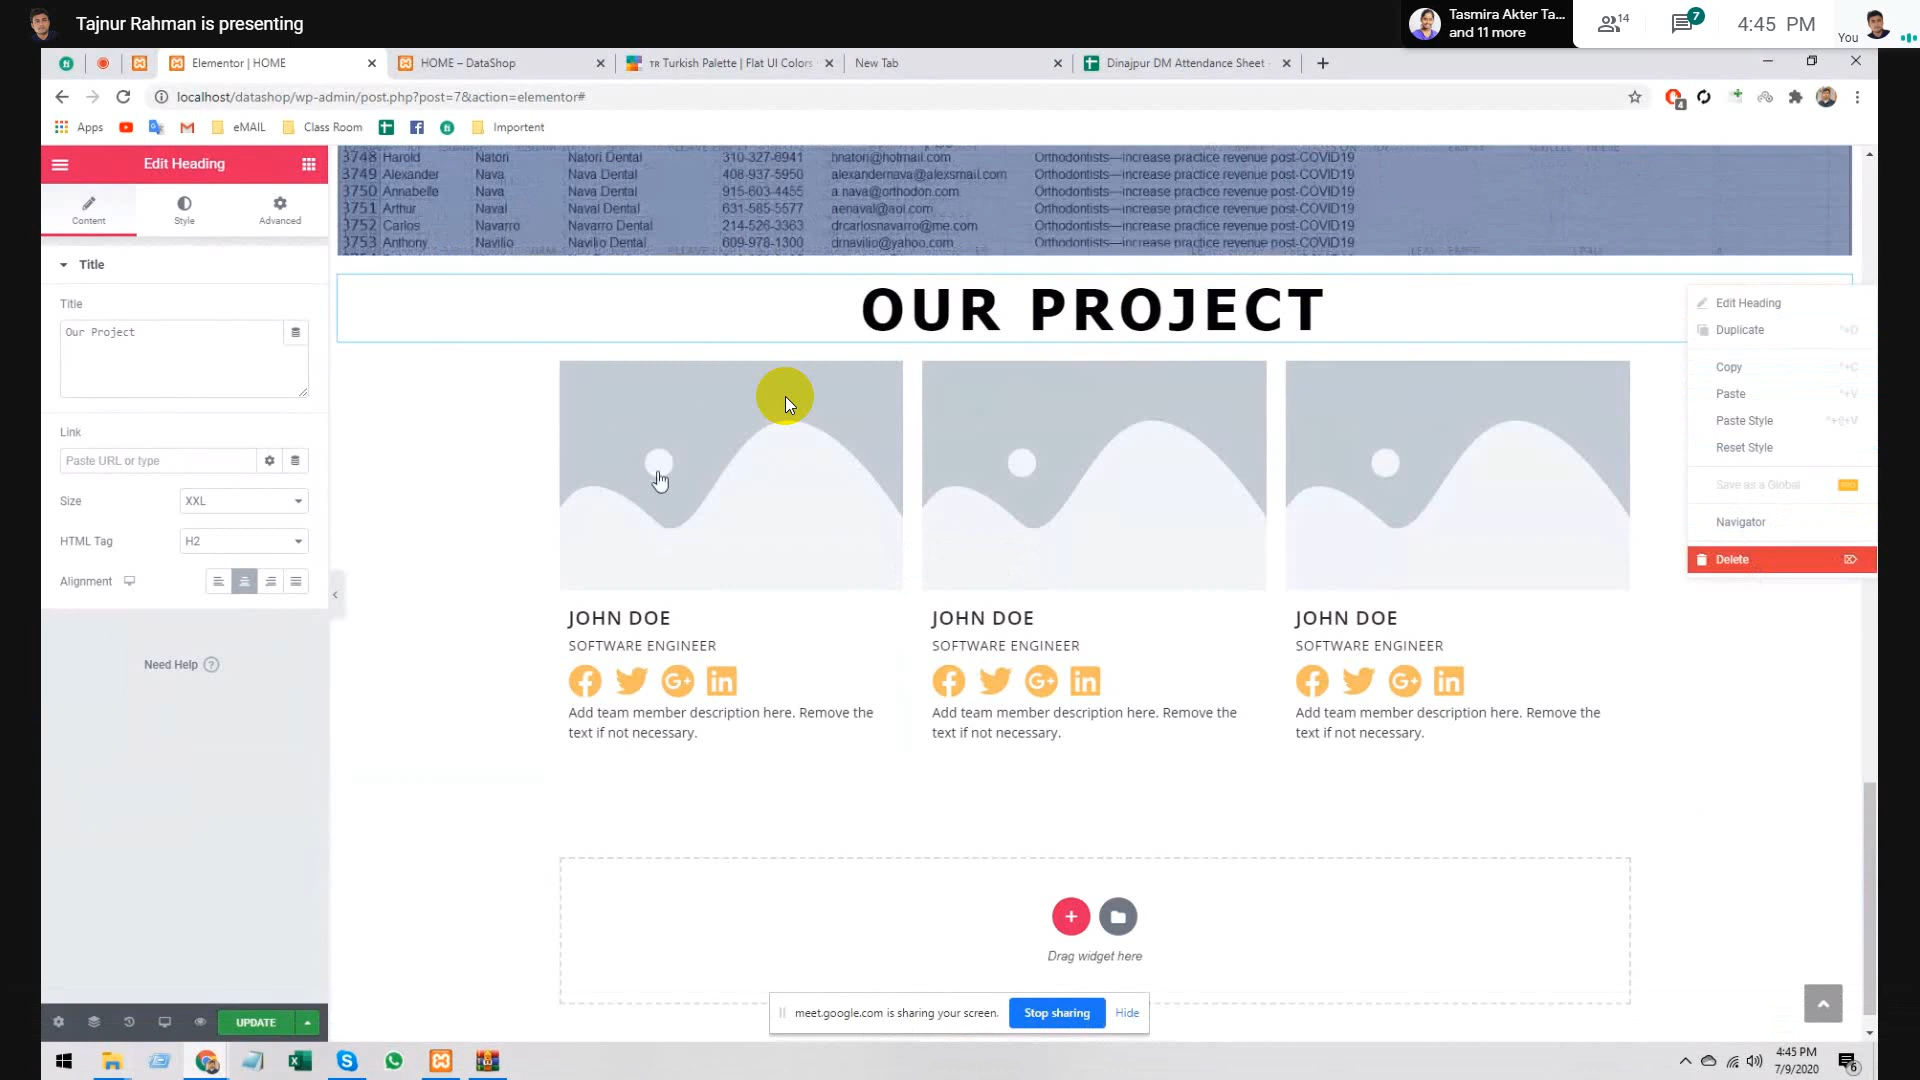 Tajnur Rahman is presenting
Tasmira Akter Ta...
and 11 more
14
7
4:45 PM
You
Elementor | HOME
HOME – DataShop
TR Turkish Palette | Flat UI Colors
New Tab
Dinajpur DM Attendance Sheet
localhost/datashop/wp-admin/post.php?post=7&action=elementor#
4
Apps
eMAIL
Class Room
Importent
Edit Heading
Content
Style
Advanced
Title
Title
Our Project
Link
Paste URL or type
Size
XXL
HTML Tag
H2
Alignment
Need Help
UPDATE
3748 Harold Natori Natori Dental 310-327-6941 hnatori@hotmail.com Orthodontists—increase practice revenue post-COVID19
3749 Alexander Nava Nava Dental 408-937-5950 alexandernava@alexsmail.com Orthodontists—increase practice revenue post-COVID19
3750 Annabelle Nava Nava Dental 915-603-4455 a.nava@orthodon.com Orthodontists—increase practice revenue post-COVID19
3751 Arthur Naval Naval Dental 631-585-5577 aenaval@aol.com Orthodontists—increase practice revenue post-COVID19
3752 Carlos Navarro Navarro Dental 214-526-3363 drcarlosnavarro@me.com Orthodontists—increase practice revenue post-COVID19
3753 Anthony Navilio Navilio Dental 609-978-1300 drnavilio@yahoo.com Orthodontists—increase practice revenue post-COVID19
OUR PROJECT
JOHN DOE
SOFTWARE ENGINEER
Add team member description here. Remove the
text if not necessary.
JOHN DOE
SOFTWARE ENGINEER
Add team member description here. Remove the
text if not necessary.
JOHN DOE
SOFTWARE ENGINEER
Add team member description here. Remove the
text if not necessary.
Edit Heading
Duplicate ^+D
Copy ^+C
Paste ^+V
Paste Style ^+⇧+V
Reset Style
Save as a Global PRO
Navigator
Delete
Drag widget here
meet.google.com is sharing your screen.
Stop sharing
Hide
4:45 PM
7/9/2020
6